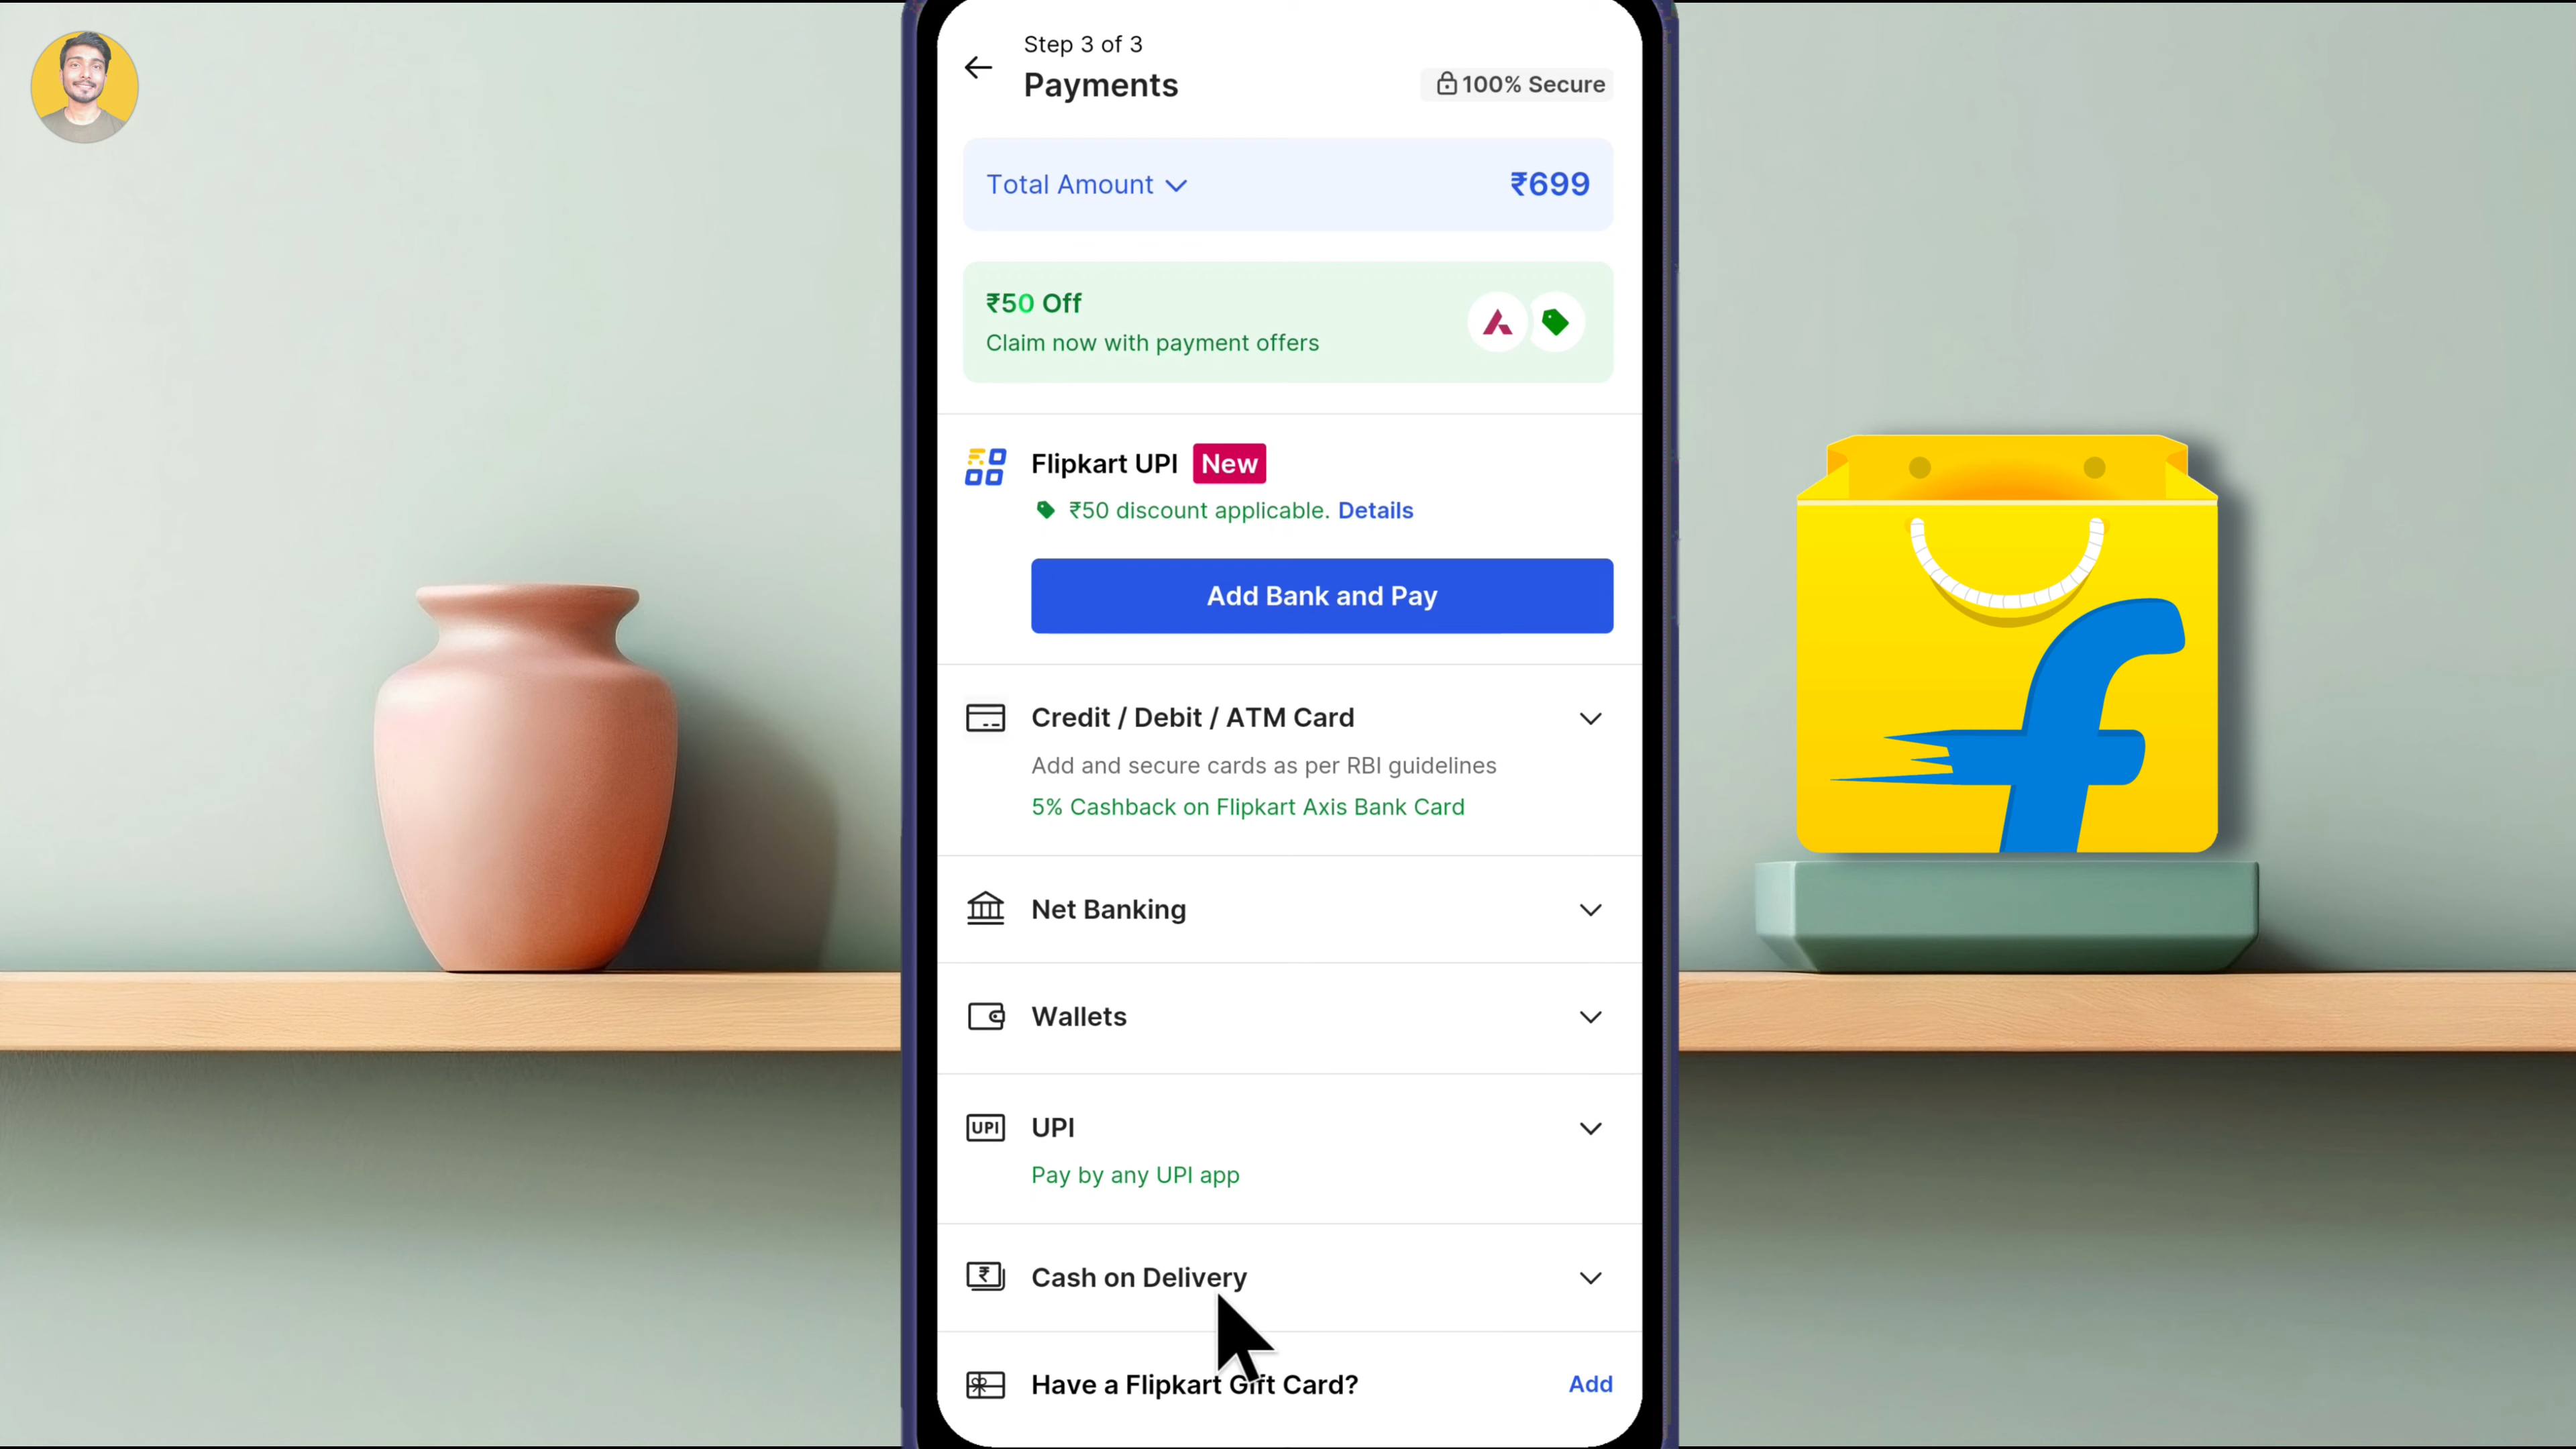 Step 3 of 3
Payments
100% Secure
Total Amount
₹699
₹50 Off
Claim now with payment offers
Flipkart UPI New
₹50 discount applicable. Details
Add Bank and Pay
Credit / Debit / ATM Card
Add and secure cards as per RBI guidelines
5% Cashback on Flipkart Axis Bank Card
Net Banking
Wallets
UPI UPI
Pay by any UPI app
Cash on Delivery
Have a Flipkart Gift Card?
Add